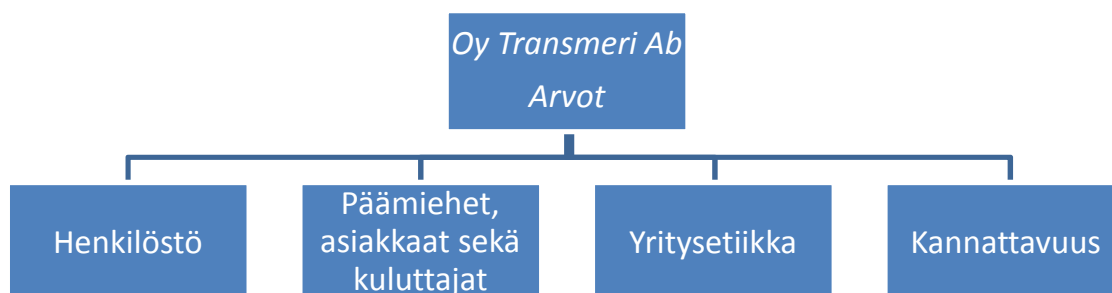 Oy Transmeri Ab
Arvot
Henkilöstö
Päämiehet,
asiakkaat sekä
kuluttajat
Yritysetiikka
Kannattavuus